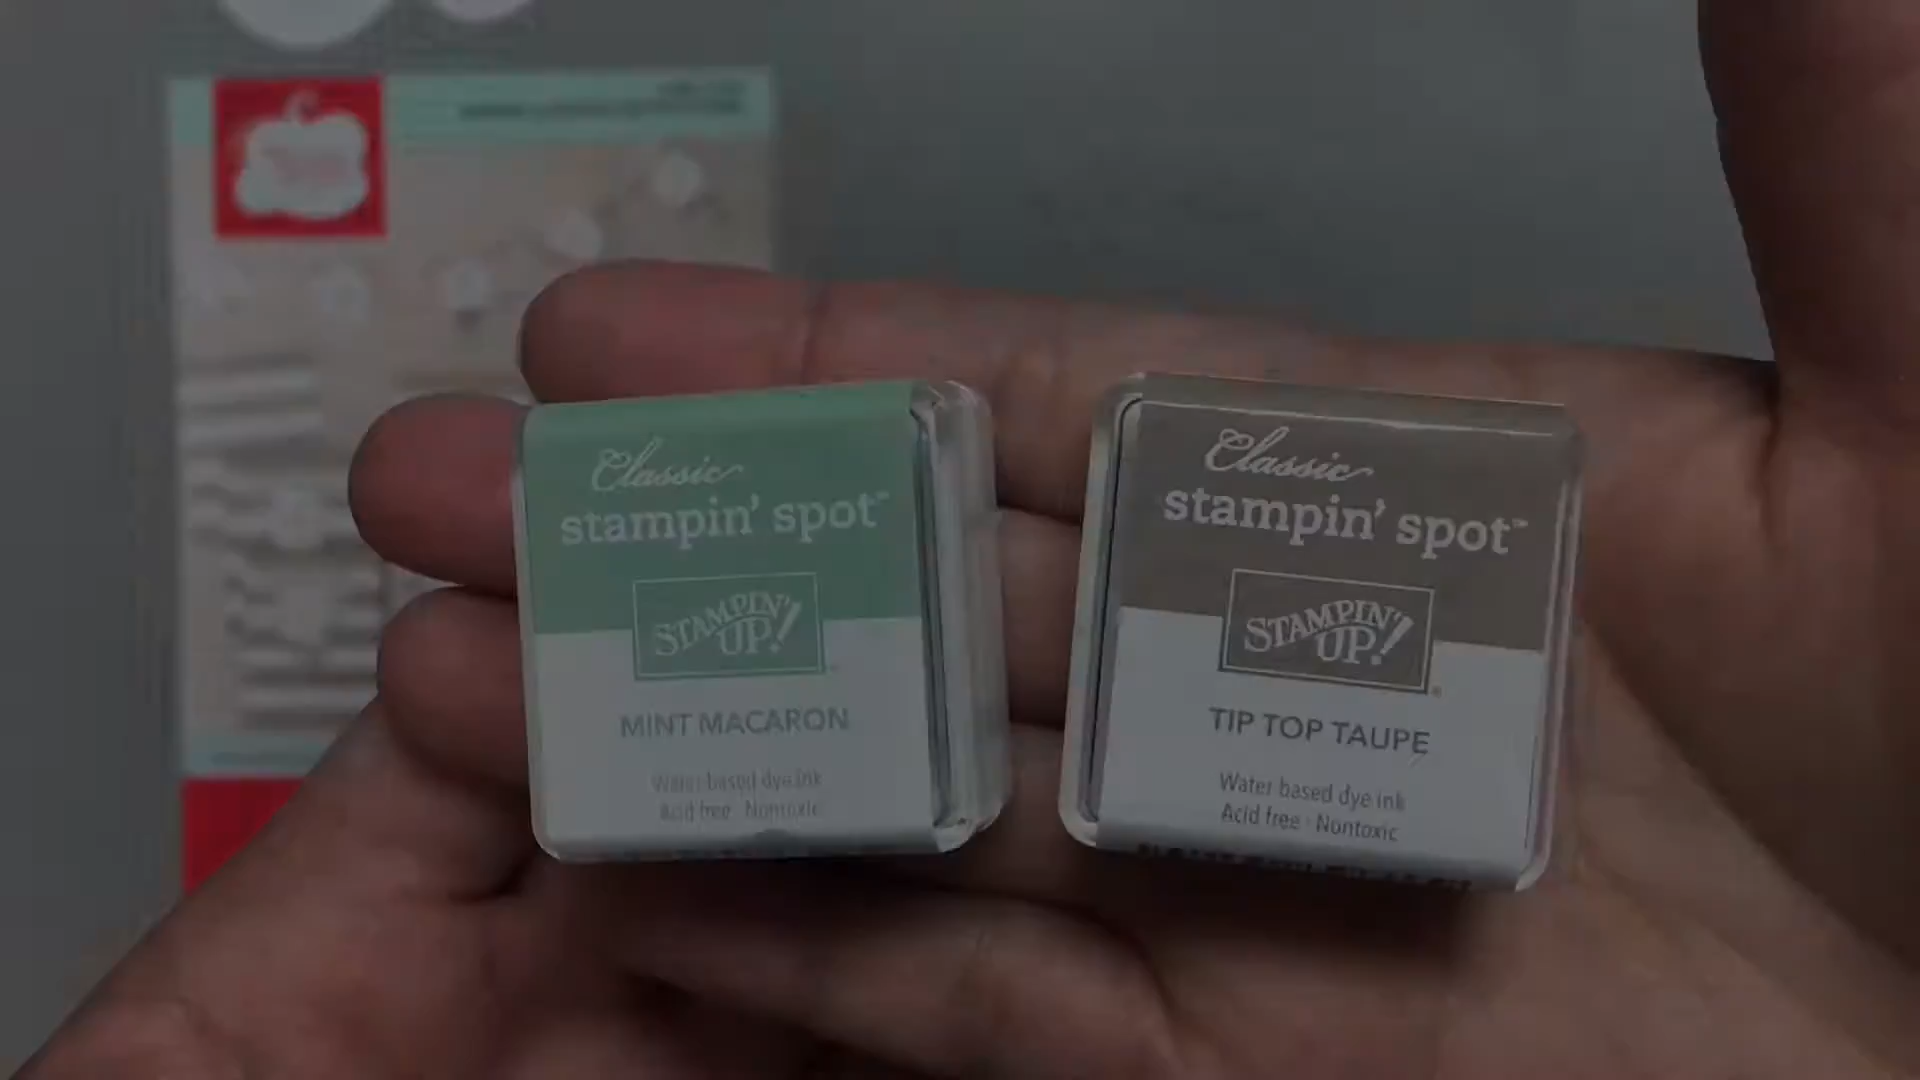 Classic
stampin' spot™
STAMPIN'
UP!
MINT MACARON
Water based dye ink
Acid free · Nontoxic
Classic
stampin' spot™
STAMPIN'
UP!
TIP TOP TAUPE
Water based dye ink
Acid free · Nontoxic